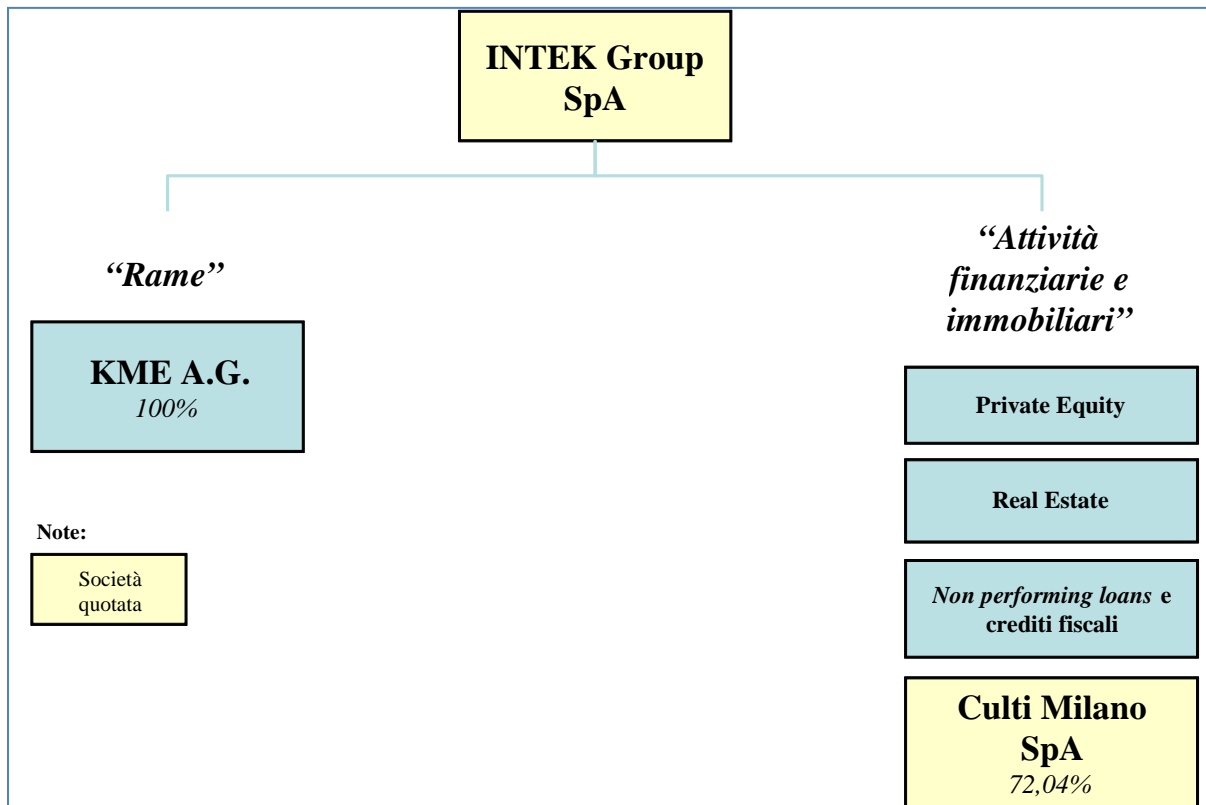 INTEK Group
SpA
“Rame”
KME A.G.
100%
Note:
Società
quotata
“Attività
finanziarie e
immobiliari”
Private Equity
Real Estate
Non performing loans e
crediti fiscali
Culti Milano
SpA
72,04%